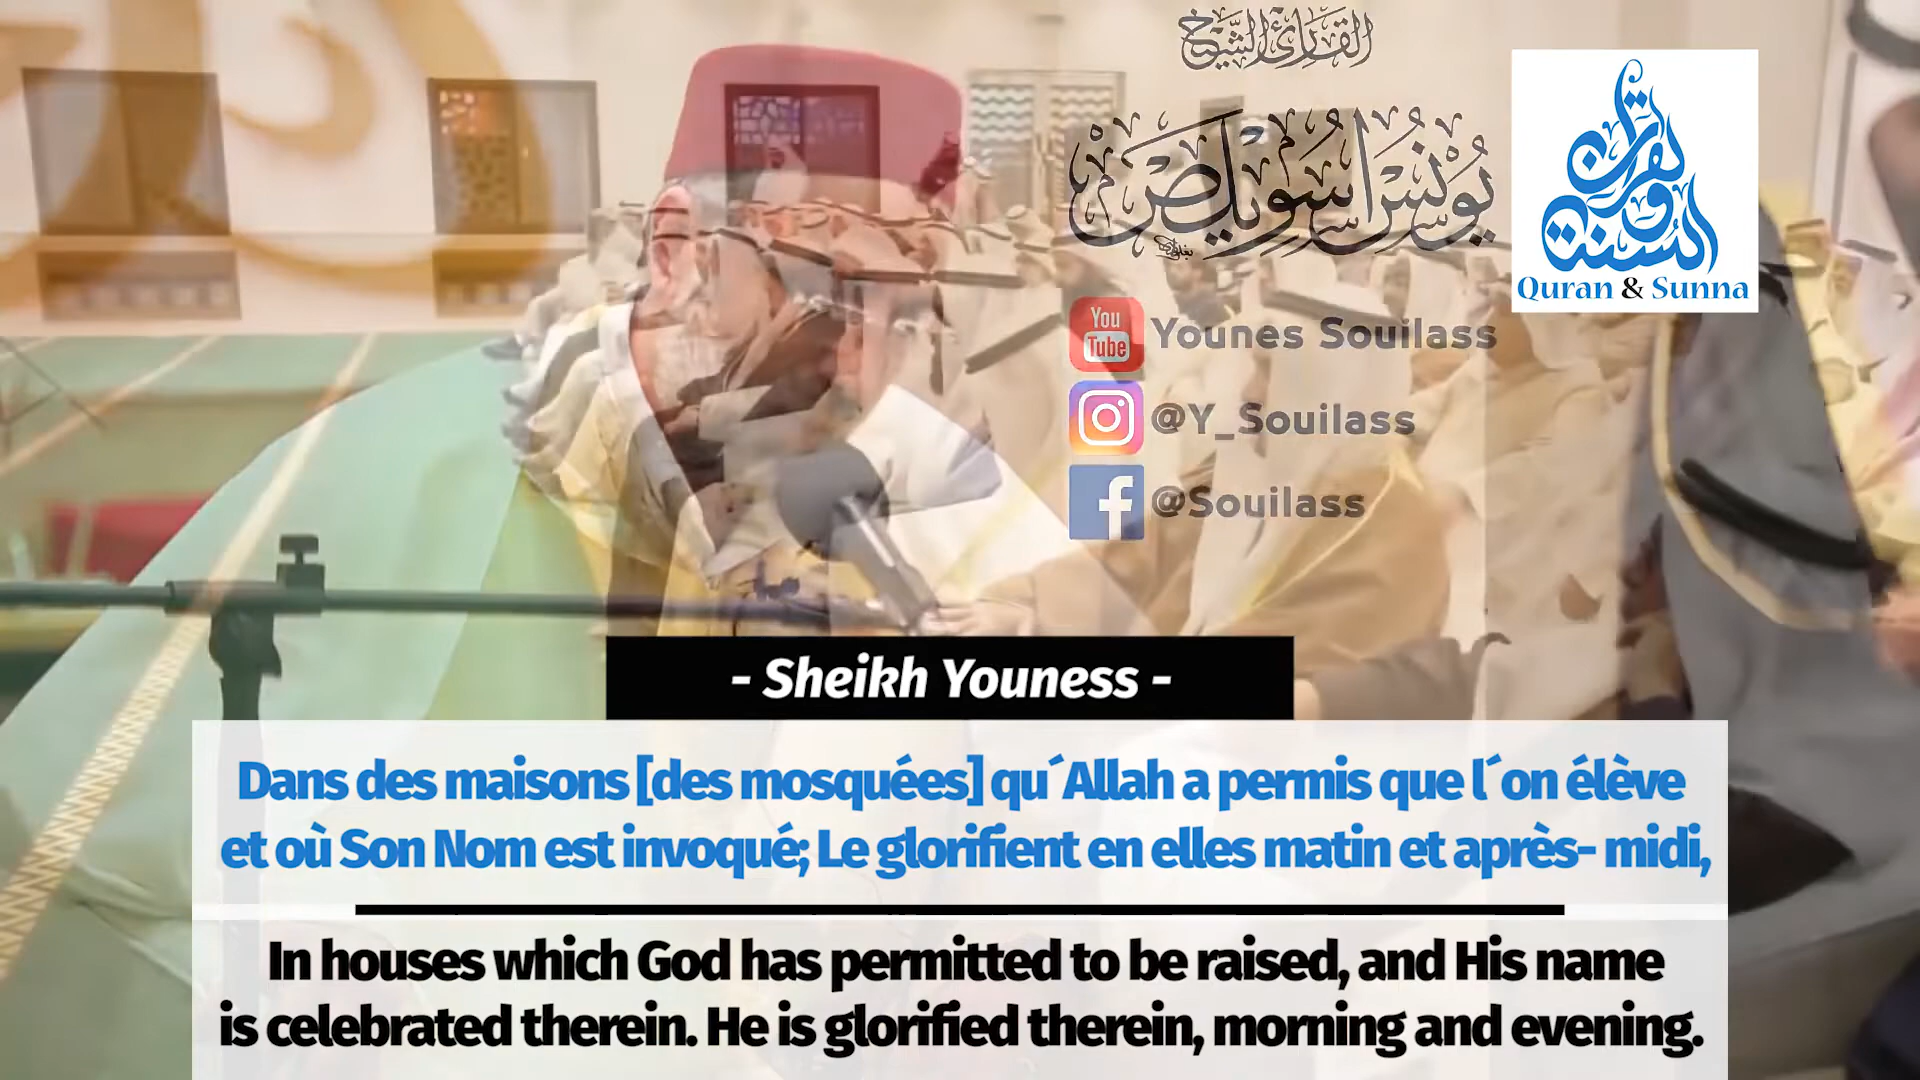 القارئ الشيخ
يونس اسويلص
القرآن
و
السنة
Quran & Sunna
You
Tube
Younes Souilass
@Y_Souilass
f
@Souilass
- Sheikh Youness -
Dans des maisons [des mosquées] qu´Allah a permis que l´on élève
et où Son Nom est invoqué; Le glorifient en elles matin et après- midi,
In houses which God has permitted to be raised, and His name
is celebrated therein. He is glorified therein, morning and evening.